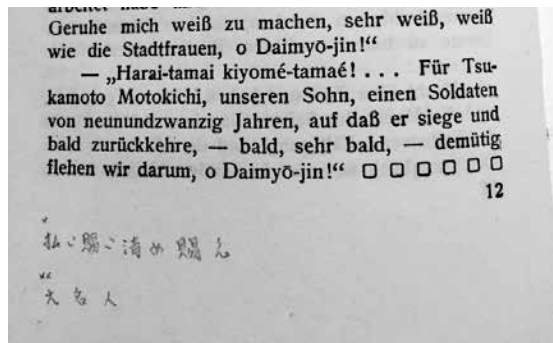 Geruhe mich weiß zu machen, sehr weiß, weiß
wie die Stadtfrauen, o Daimyō-jin!“
— „Harai-tamai kiyomé-tamaé! . . . Für Tsu-
kamoto Motokichi, unseren Sohn, einen Soldaten
von neunundzwanzig Jahren, auf daß er siege und
bald zurückkehre, — bald, sehr bald, — demütig
flehen wir darum, o Daimyō-jin!“ □ □ □ □ □ □
12
払い賜い清め賜え
大名人